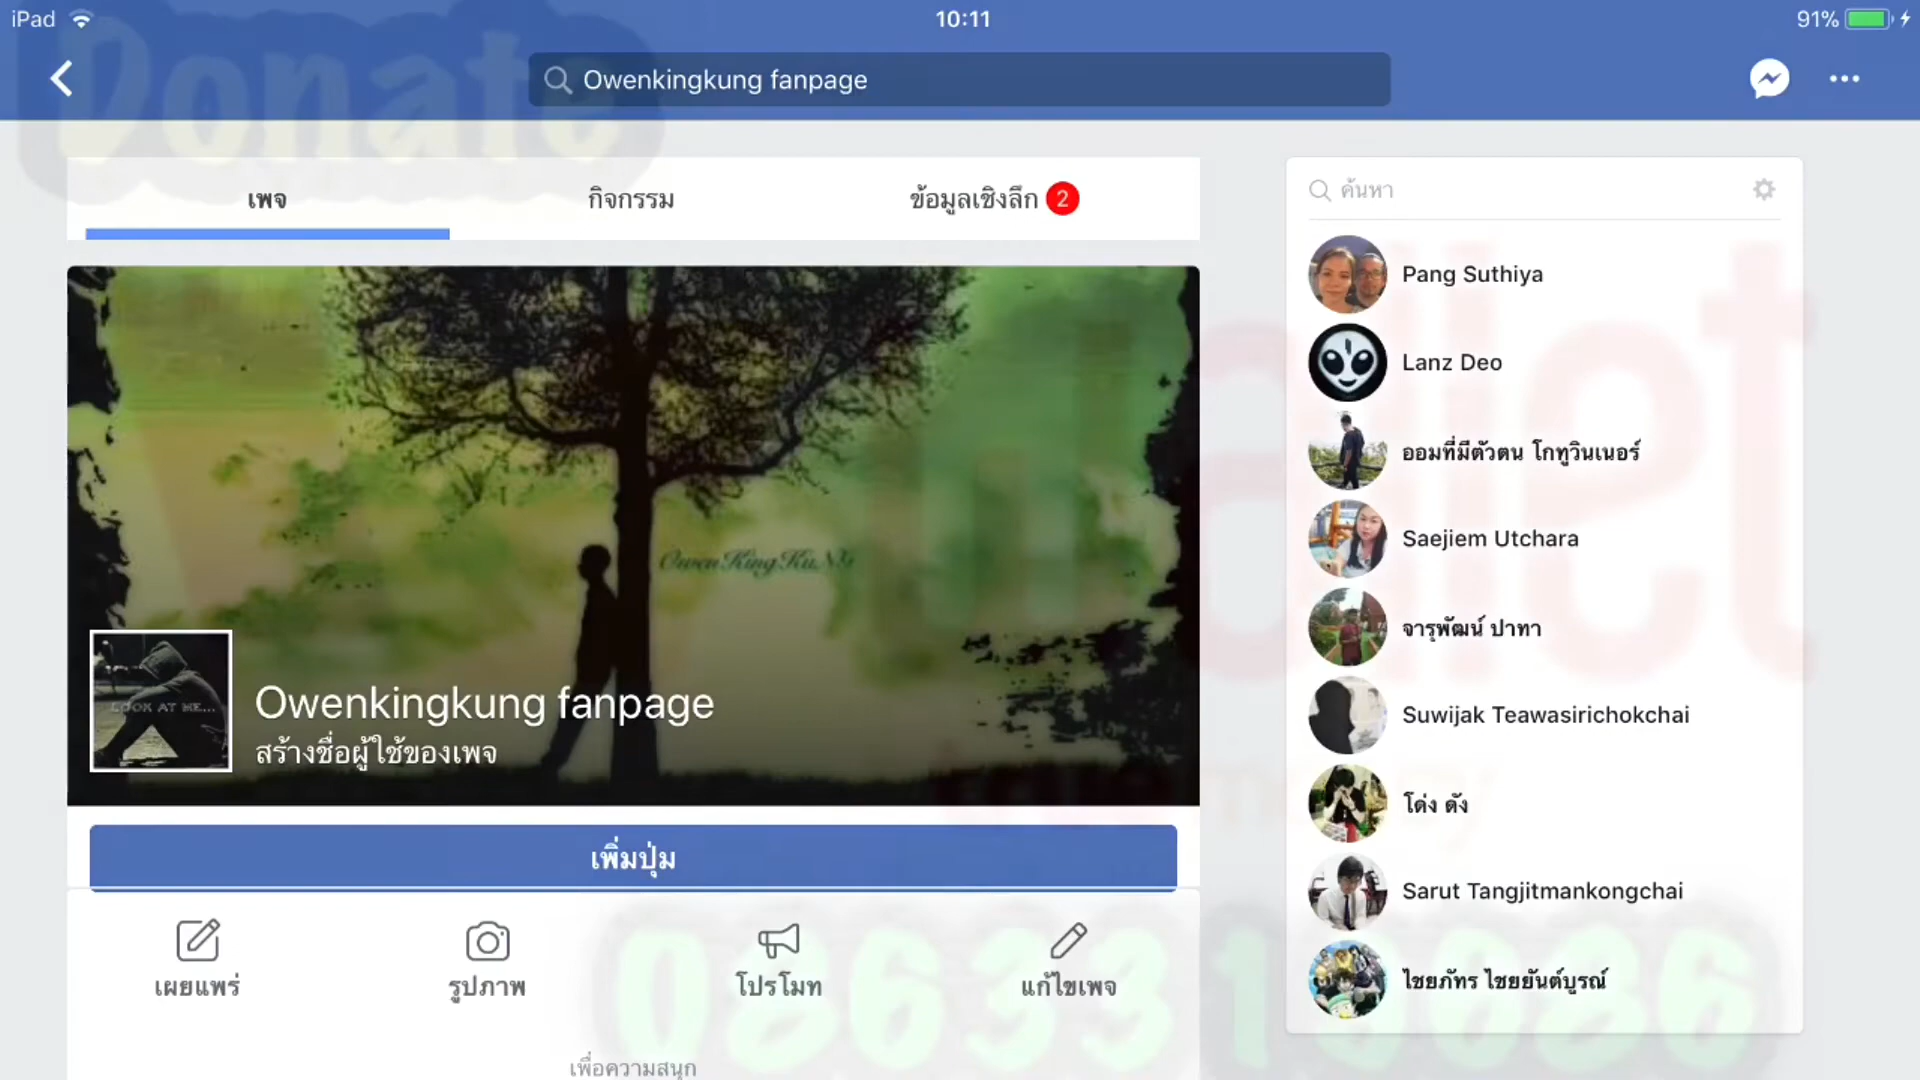 iPad
10:11
91%
Donate
Owenkingkung fanpage
เพจ
กิจกรรม
ข้อมูลเชิงลึก 2
ค้นหา
Pang Suthiya
Lanz Deo
ออมที่มีตัวตน โกทูวินเนอร์
Saejiem Utchara
จารุพัฒน์ ปาทา
Suwijak Teawasirichokchai
โด่ง ดัง
Sarut Tangjitmankongchai
ไชยภัทร ไชยยันต์บูรณ์
OwenKingKuNg
LOOK AT ME...
Owenkingkung fanpage
สร้างชื่อผู้ใช้ของเพจ
wallet
เพิ่มปุ่ม
เผยแพร่
รูปภาพ
โปรโมท
แก้ไขเพจ
เพื่อความสนุก